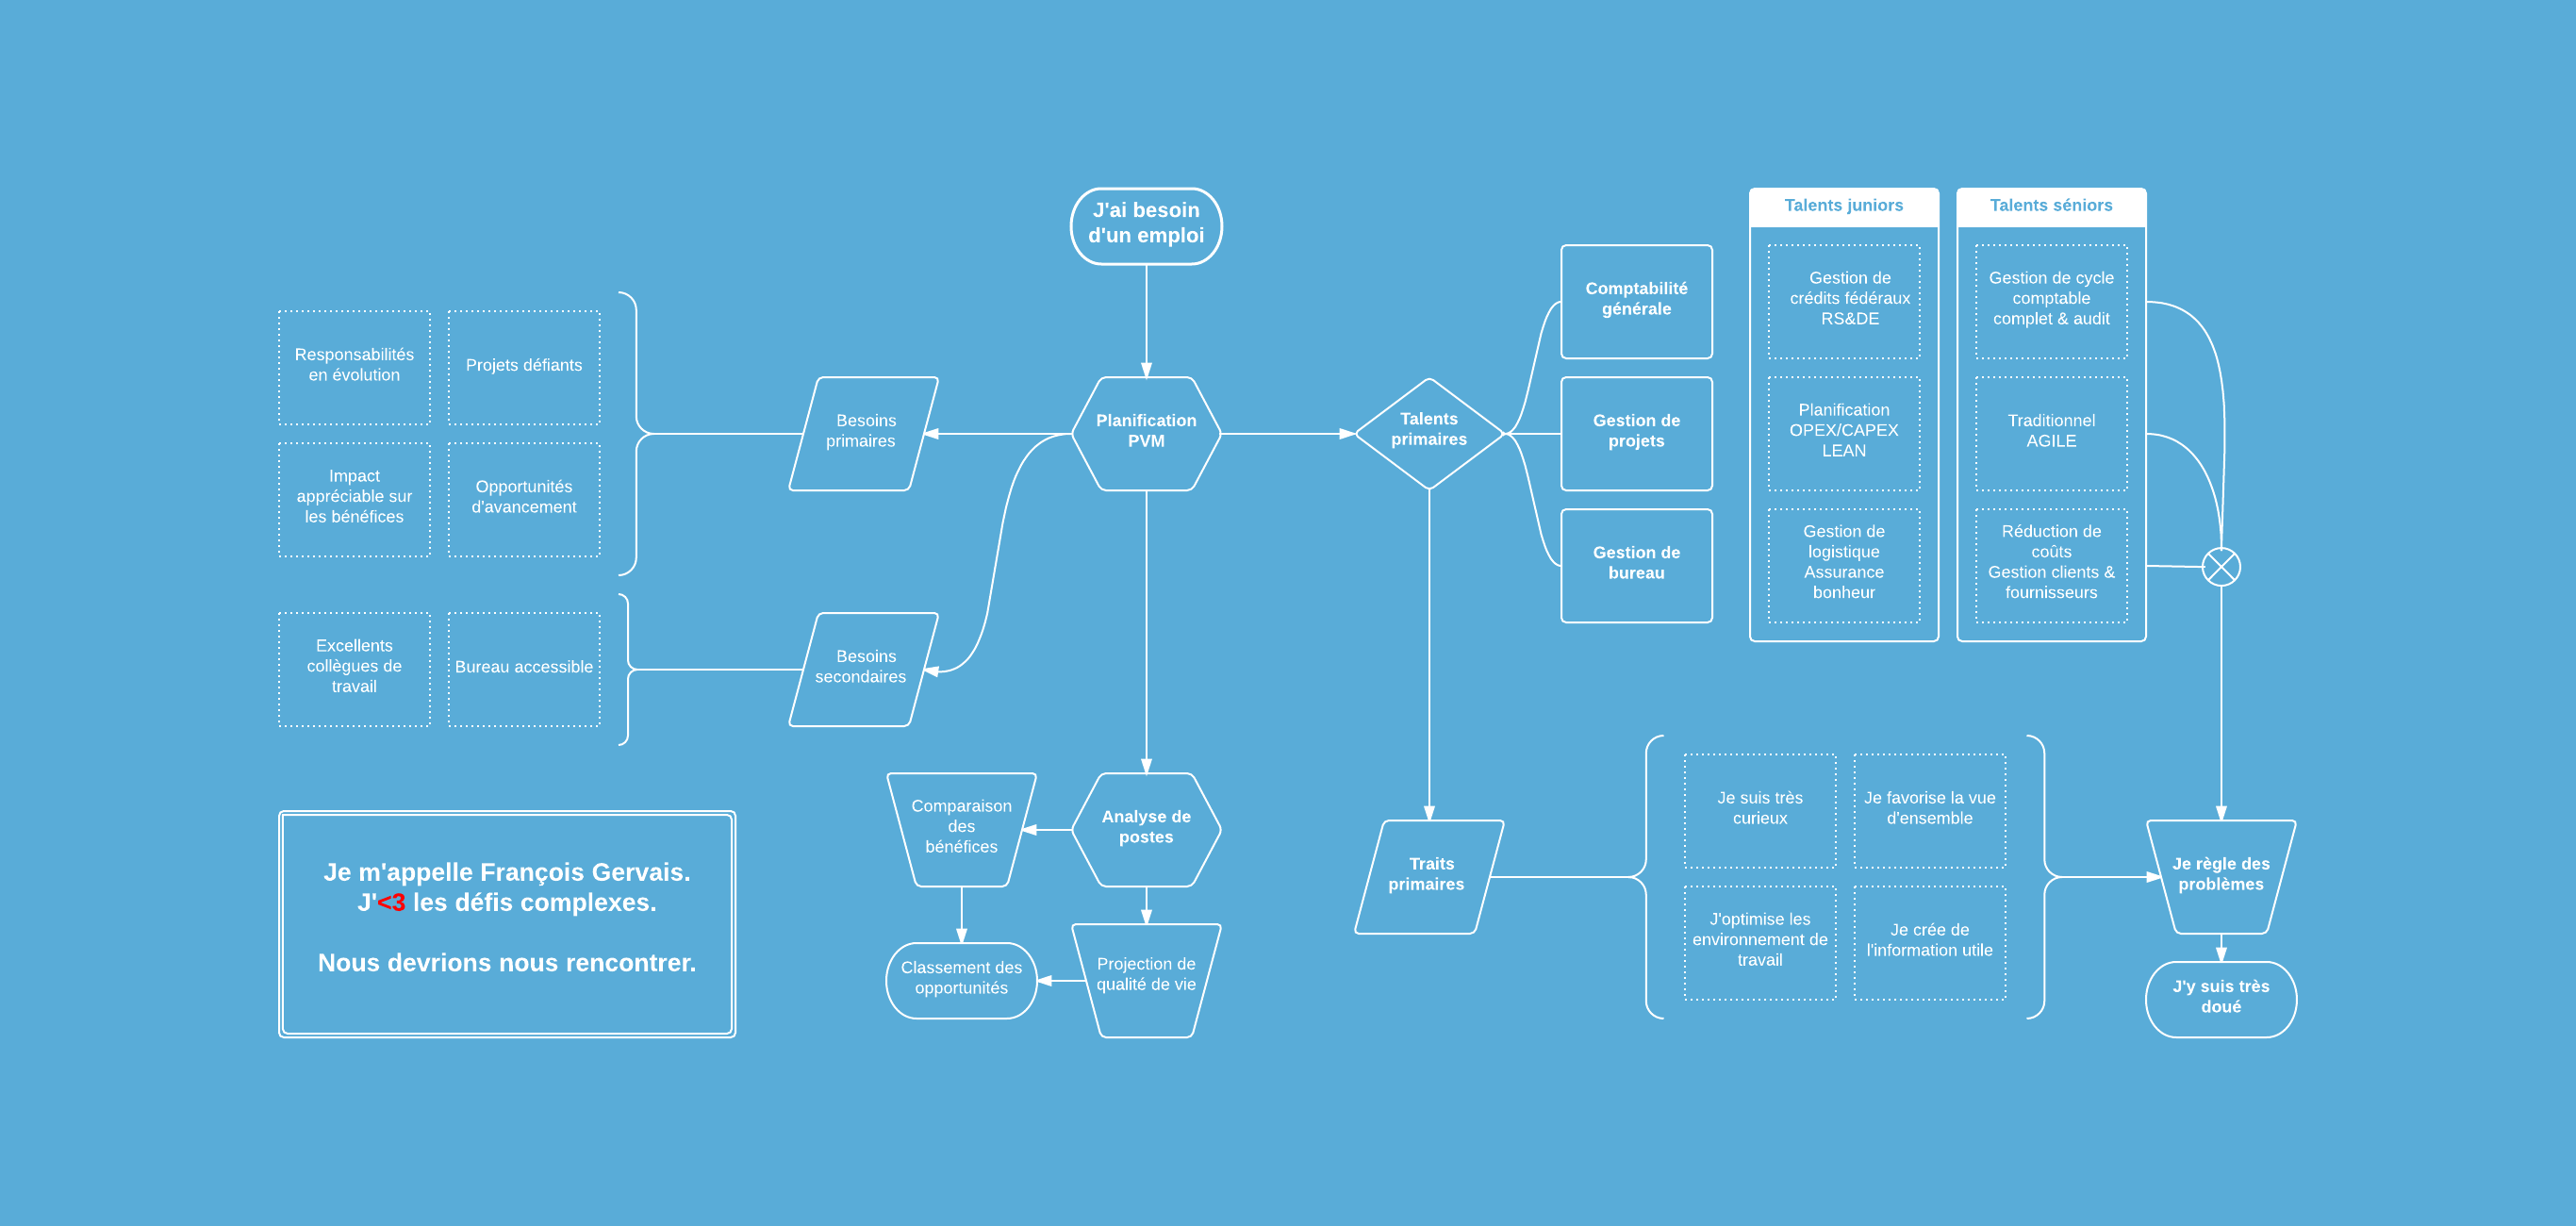 J'ai besoin
d'un emploi
Planification
PVM
Besoins
primaires
Responsabilités
en évolution
Projets défiants
Impact
appréciable sur
les bénéfices
Opportunités
d'avancement
Besoins
secondaires
Excellents
collègues de
travail
Bureau accessible
Analyse de
postes
Comparaison
des
bénéfices
Projection de
qualité de vie
Classement des
opportunités
Je m'appelle François Gervais.
J'<3 les défis complexes.
Nous devrions nous rencontrer.
Talents
primaires
Comptabilité
générale
Gestion de
projets
Gestion de
bureau
Talents juniors
Gestion de
crédits fédéraux
RS&DE
Planification
OPEX/CAPEX
LEAN
Gestion de
logistique
Assurance
bonheur
Talents séniors
Gestion de cycle
comptable
complet & audit
Traditionnel
AGILE
Réduction de
coûts
Gestion clients &
fournisseurs
Traits
primaires
Je suis très
curieux
Je favorise la vue
d'ensemble
J'optimise les
environnement de
travail
Je crée de
l'information utile
Je règle des
problèmes
J'y suis très
doué